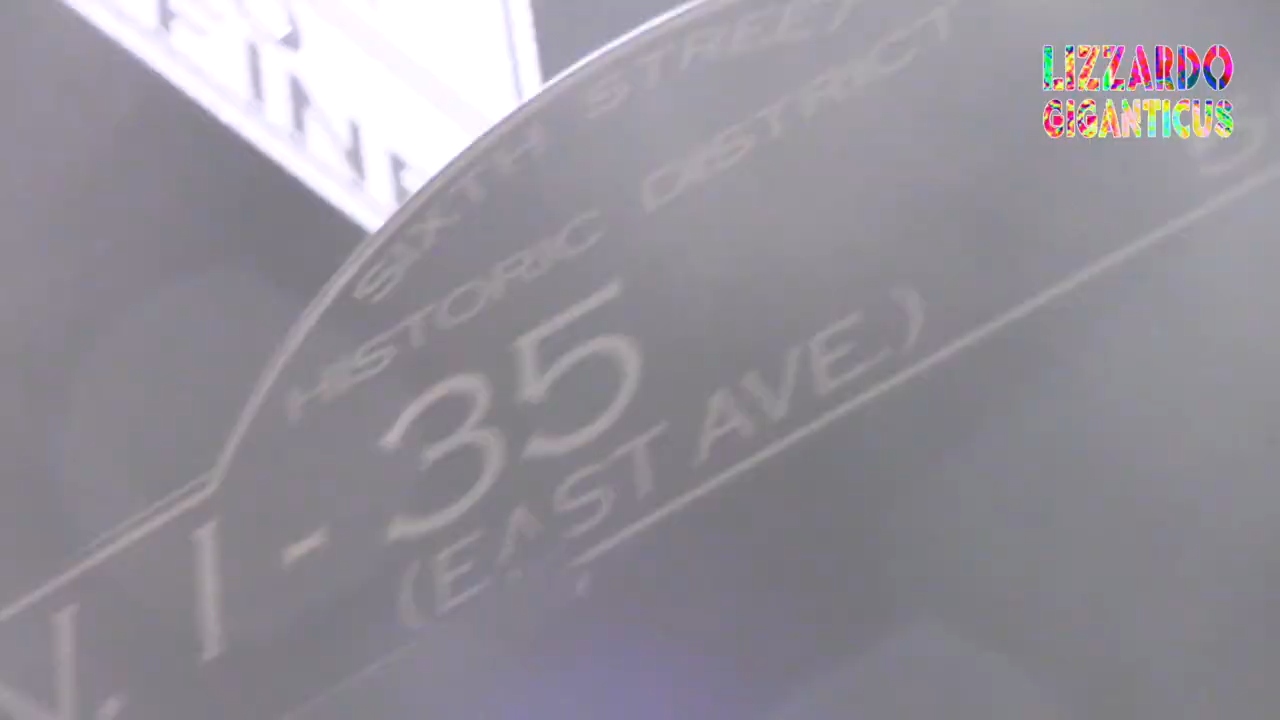 LIZZARDO
GIGANTICUS
SIXTH STREET
HISTORIC DISTRICT
N. I-35
(EAST AVE.)